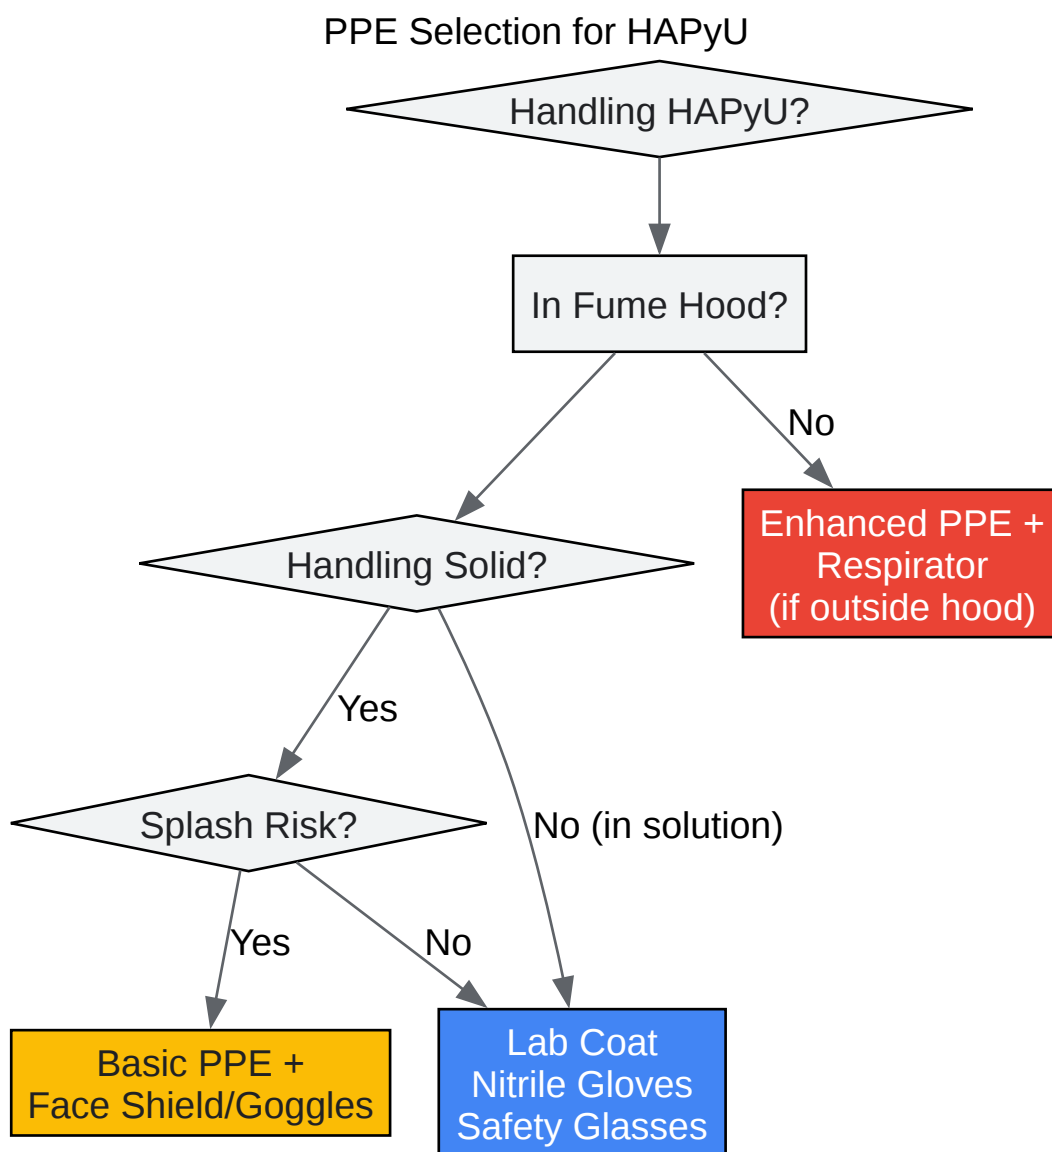 PPE Selection for HAPyU
Handling HAPyU?
In Fume Hood?
No
Enhanced PPE +
Respirator
(if outside hood)
Handling Solid?
Yes
No (in solution)
Splash Risk?
Yes
No
Basic PPE +
Face Shield/Goggles
Lab Coat
Nitrile Gloves
Safety Glasses